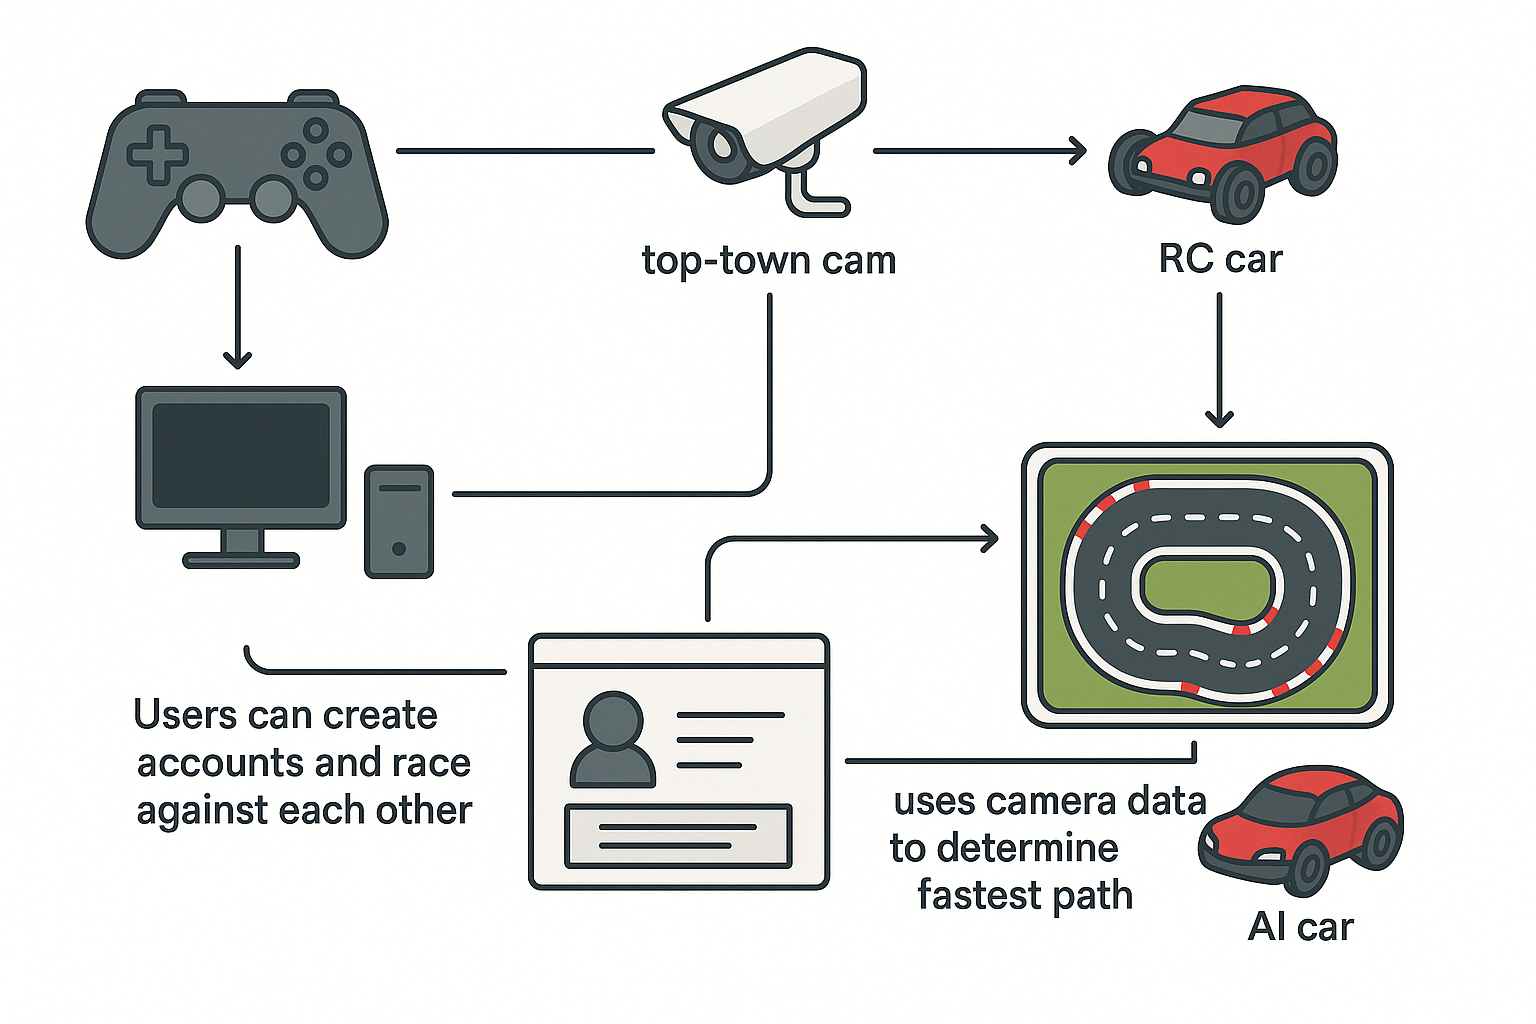 top-town cam
RC car
Users can create
accounts and race
against each other
uses camera data
to determine
fastest path
AI car